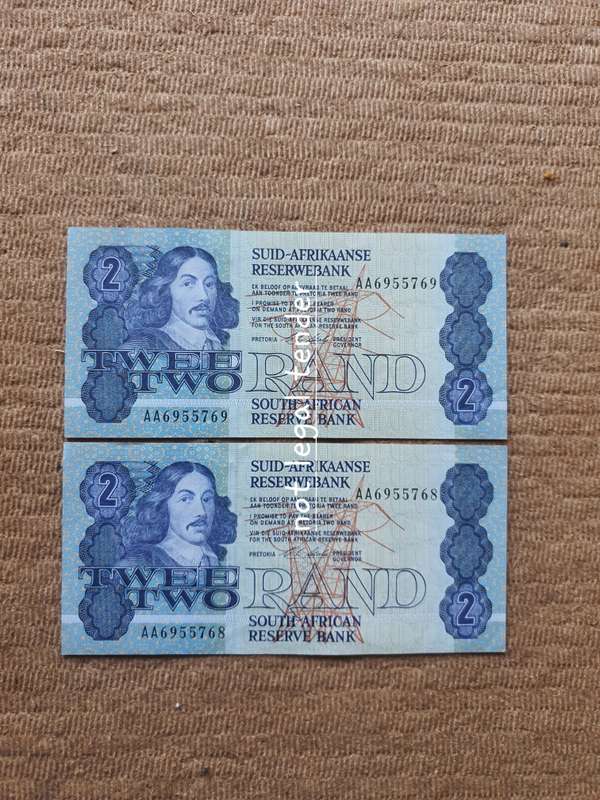 2
SUID-AFRIKAANSE
RESERWEBANK
AA6955769
EK BELOOF OP AANVRAAG TE BETAAL
AAN TOONDER TE PRETORIA TWEE RAND
I PROMISE TO PAY THE BEARER
ON DEMAND AT PRETORIA TWO RAND
VIR DIE SUID-AFRIKAANSE RESERWEBANK
FOR THE SOUTH AFRICAN RESERVE BANK
PRETORIA PRESIDENT
GOVERNOR
TWEE
TWO RAND
2
AA6955769
SOUTH AFRICAN
RESERVE BANK
2
SUID-AFRIKAANSE
RESERWEBANK
AA6955768
EK BELOOF OP AANVRAAG TE BETAAL
AAN TOONDER TE PRETORIA TWEE RAND
I PROMISE TO PAY THE BEARER
ON DEMAND AT PRETORIA TWO RAND
VIR DIE SUID-AFRIKAANSE RESERWEBANK
FOR THE SOUTH AFRICAN RESERVE BANK
PRETORIA PRESIDENT
GOVERNOR
TWEE
TWO RAND
2
AA6955768
SOUTH AFRICAN
RESERVE BANK
legal tender